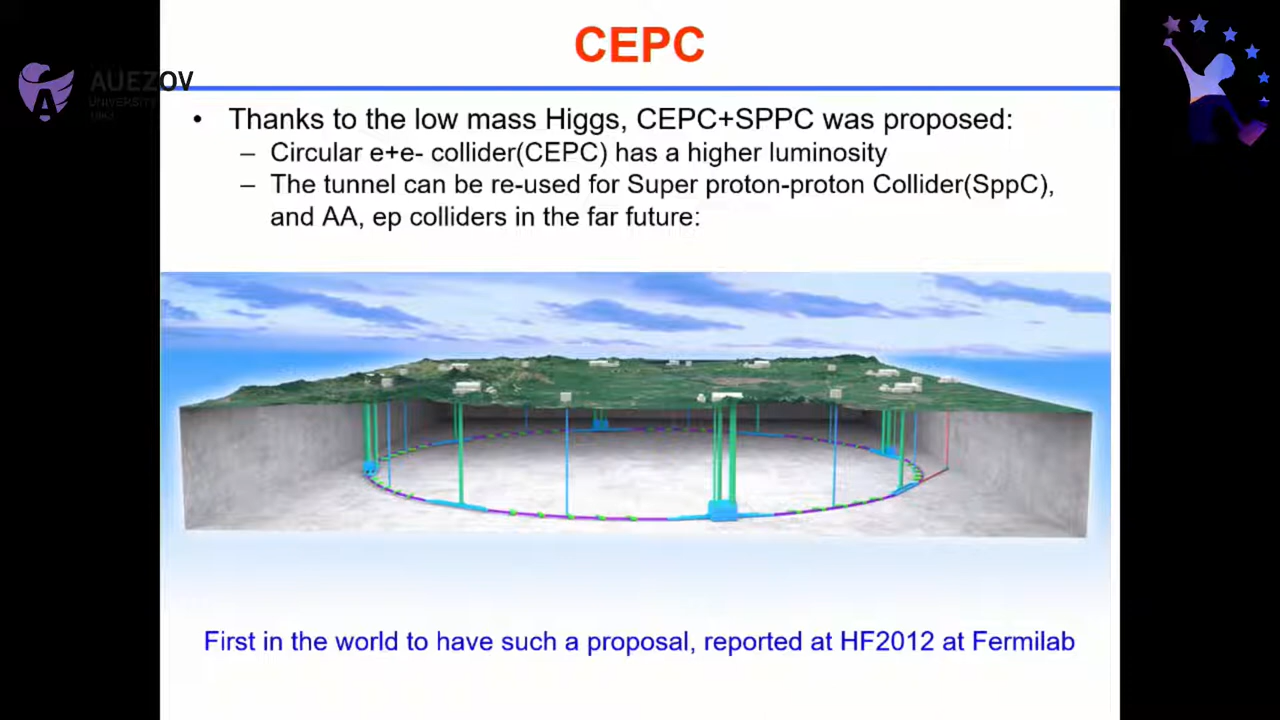 CEPC
AUEZOV
UNIVERSITY
1943
• Thanks to the low mass Higgs, CEPC+SPPC was proposed:
– Circular e+e- collider(CEPC) has a higher luminosity
– The tunnel can be re-used for Super proton-proton Collider(SppC),
and AA, ep colliders in the far future:
First in the world to have such a proposal, reported at HF2012 at Fermilab